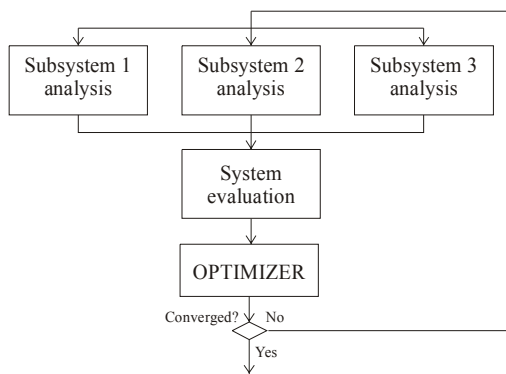 Subsystem 1
analysis
Subsystem 2
analysis
Subsystem 3
analysis
System
evaluation
OPTIMIZER
Converged?
No
Yes